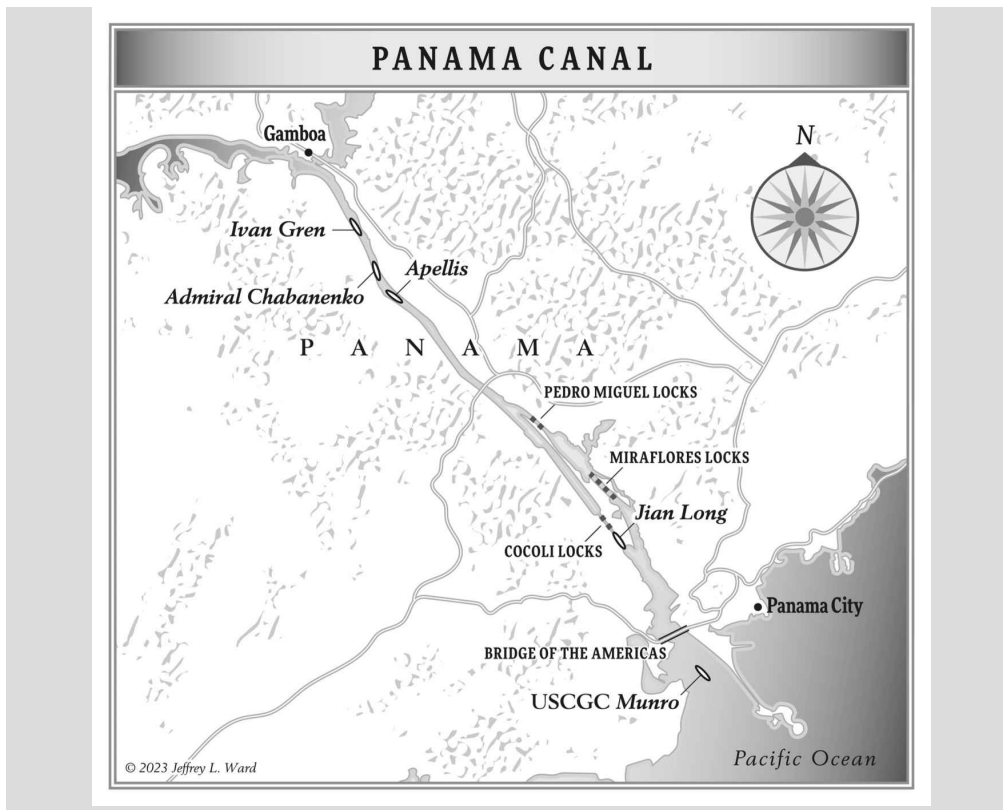 PANAMA CANAL
N
Gamboa
Ivan Gren
Apellis
Admiral Chabanenko
PANAMA
PEDRO MIGUEL LOCKS
MIRAFLORES LOCKS
Jian Long
COCOLI LOCKS
Panama City
BRIDGE OF THE AMERICAS
USCGC Munro
Pacific Ocean
© 2023 Jeffrey L. Ward